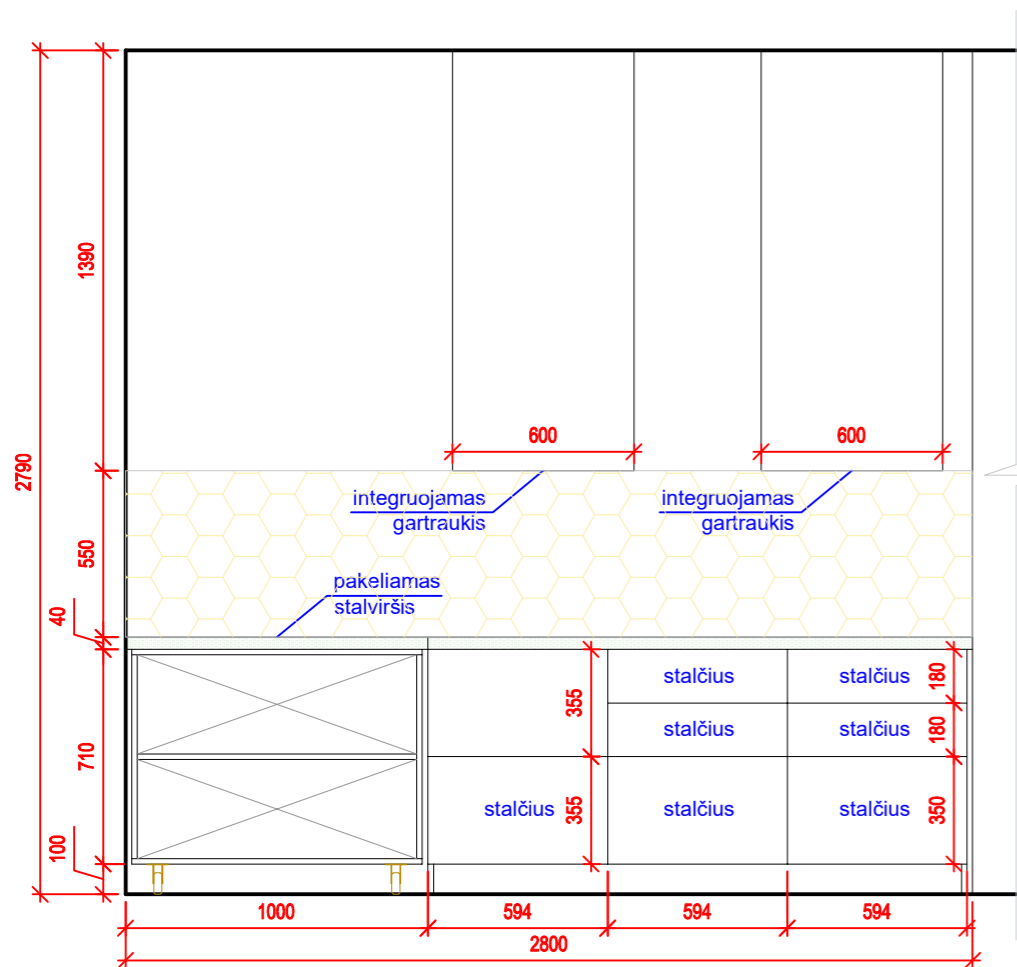 1390
2790
600
600
integruojamas
gartraukis
integruojamas
gartraukis
550
pakeliamas
stalviršis
40
stalčius
stalčius
180
355
stalčius
stalčius
180
710
stalčius
355
stalčius
stalčius
350
100
1000
594
594
594
2800